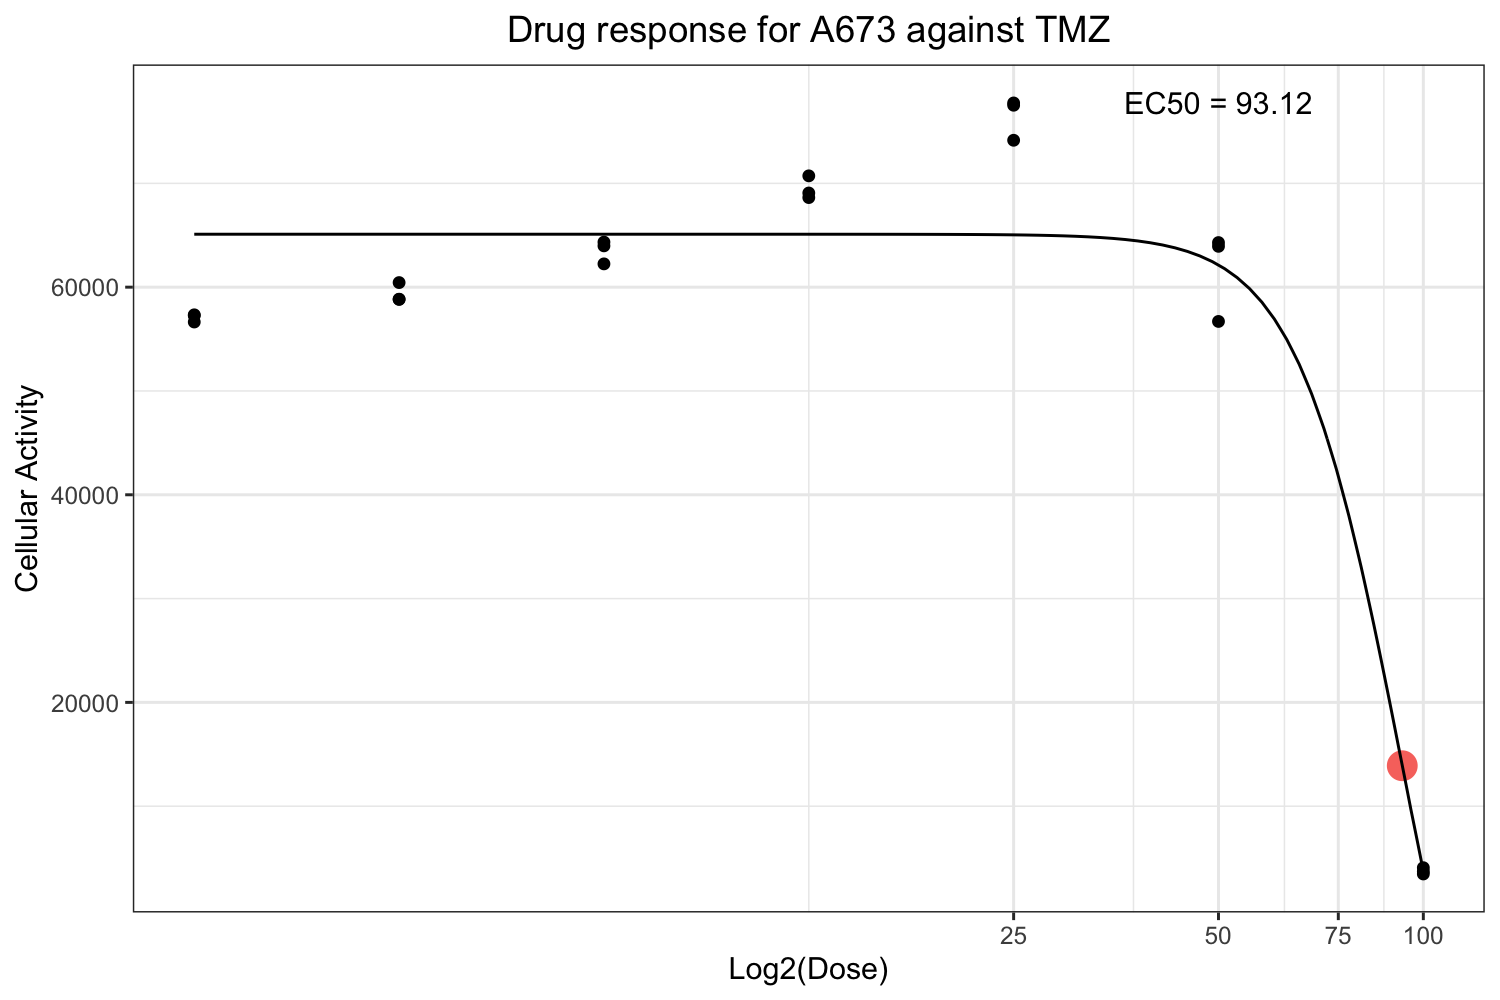 Drug response for A673 against TMZ
EC50 = 93.12
60000
40000
20000
Cellular Activity
25 50 75 100
Log2(Dose)